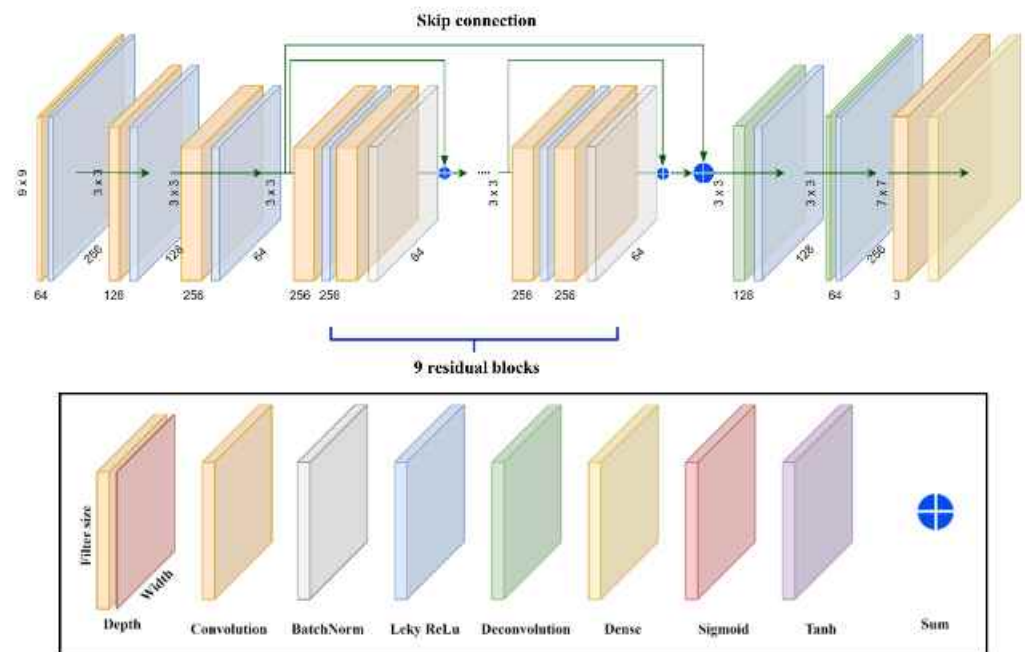 Skip connection
9 x 9
3 x 3
3 x 3
3 x 3
3 x 3
3 x 3
3 x 3
7 x 7
256
128
64
64
128
256
64
128
256
256
256
256
256
128
64
3
9 residual blocks
Filter size
Width
Depth
Convolution
BatchNorm
Leky ReLu
Deconvolution
Dense
Sigmoid
Tanh
Sum